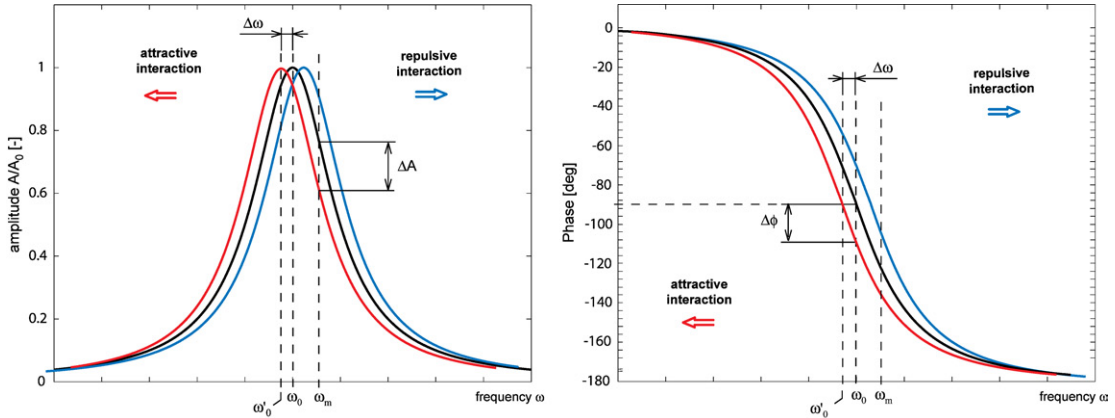 Δω
attractive
interaction
repulsive
interaction
amplitude A/A0 [-]
1
0.8
0.6
0.4
0.2
0
ΔA
ω'0
ω0
ωm
frequency ω
0
-20
-40
-60
-80
-100
-120
-140
-160
-180
Phase [deg]
Δω
repulsive
interaction
Δϕ
attractive
interaction
ω'0
ω0
ωm
frequency ω